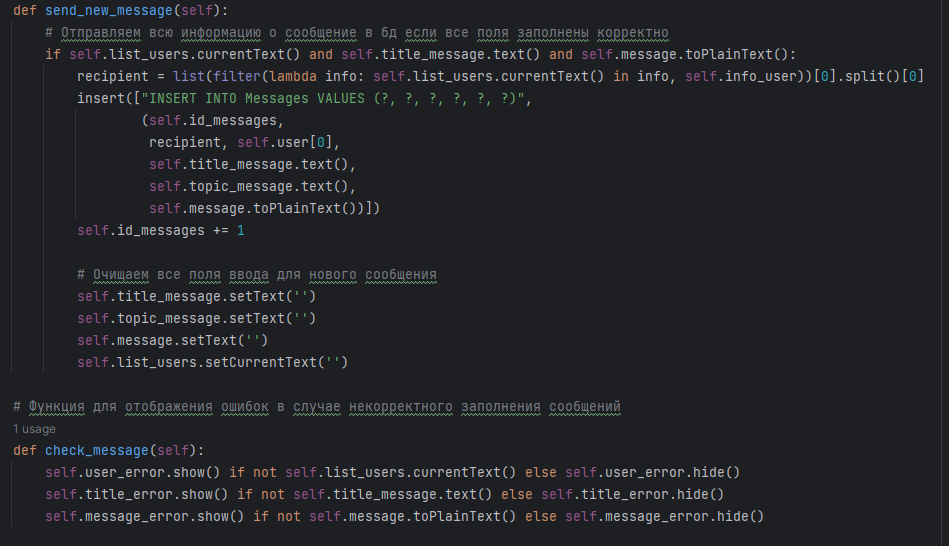 def send_new_message(self):
    # Отправляем всю информацию о сообщение в бд если все поля заполнены корректно
    if self.list_users.currentText() and self.title_message.text() and self.message.toPlainText():
        recipient = list(filter(lambda info: self.list_users.currentText() in info, self.info_user))[0].split()[0]
        insert(["INSERT INTO Messages VALUES (?, ?, ?, ?, ?, ?)",
                (self.id_messages,
                 recipient, self.user[0],
                 self.title_message.text(),
                 self.topic_message.text(),
                 self.message.toPlainText())])
        self.id_messages += 1

        # Очищаем все поля ввода для нового сообщения
        self.title_message.setText('')
        self.topic_message.setText('')
        self.message.setText('')
        self.list_users.setCurrentText('')

# Функция для отображения ошибок в случае некорректного заполнения сообщений
1 usage
def check_message(self):
    self.user_error.show() if not self.list_users.currentText() else self.user_error.hide()
    self.title_error.show() if not self.title_message.text() else self.title_error.hide()
    self.message_error.show() if not self.message.toPlainText() else self.message_error.hide()